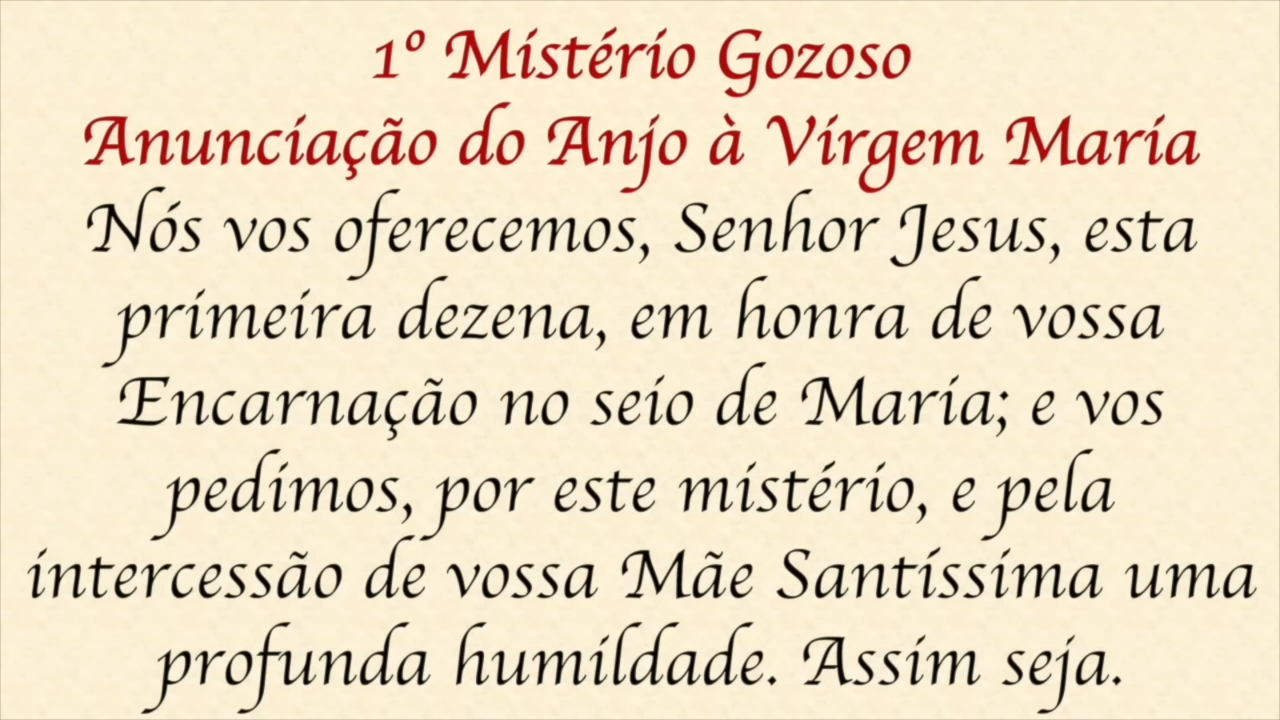 1º Mistério Gozoso
Anunciação do Anjo à Virgem Maria
Nós vos oferecemos, Senhor Jesus, esta
primeira dezena, em honra de vossa
Encarnação no seio de Maria; e vos
pedimos, por este mistério, e pela
intercessão de vossa Mãe Santíssima uma
profunda humildade. Assim seja.